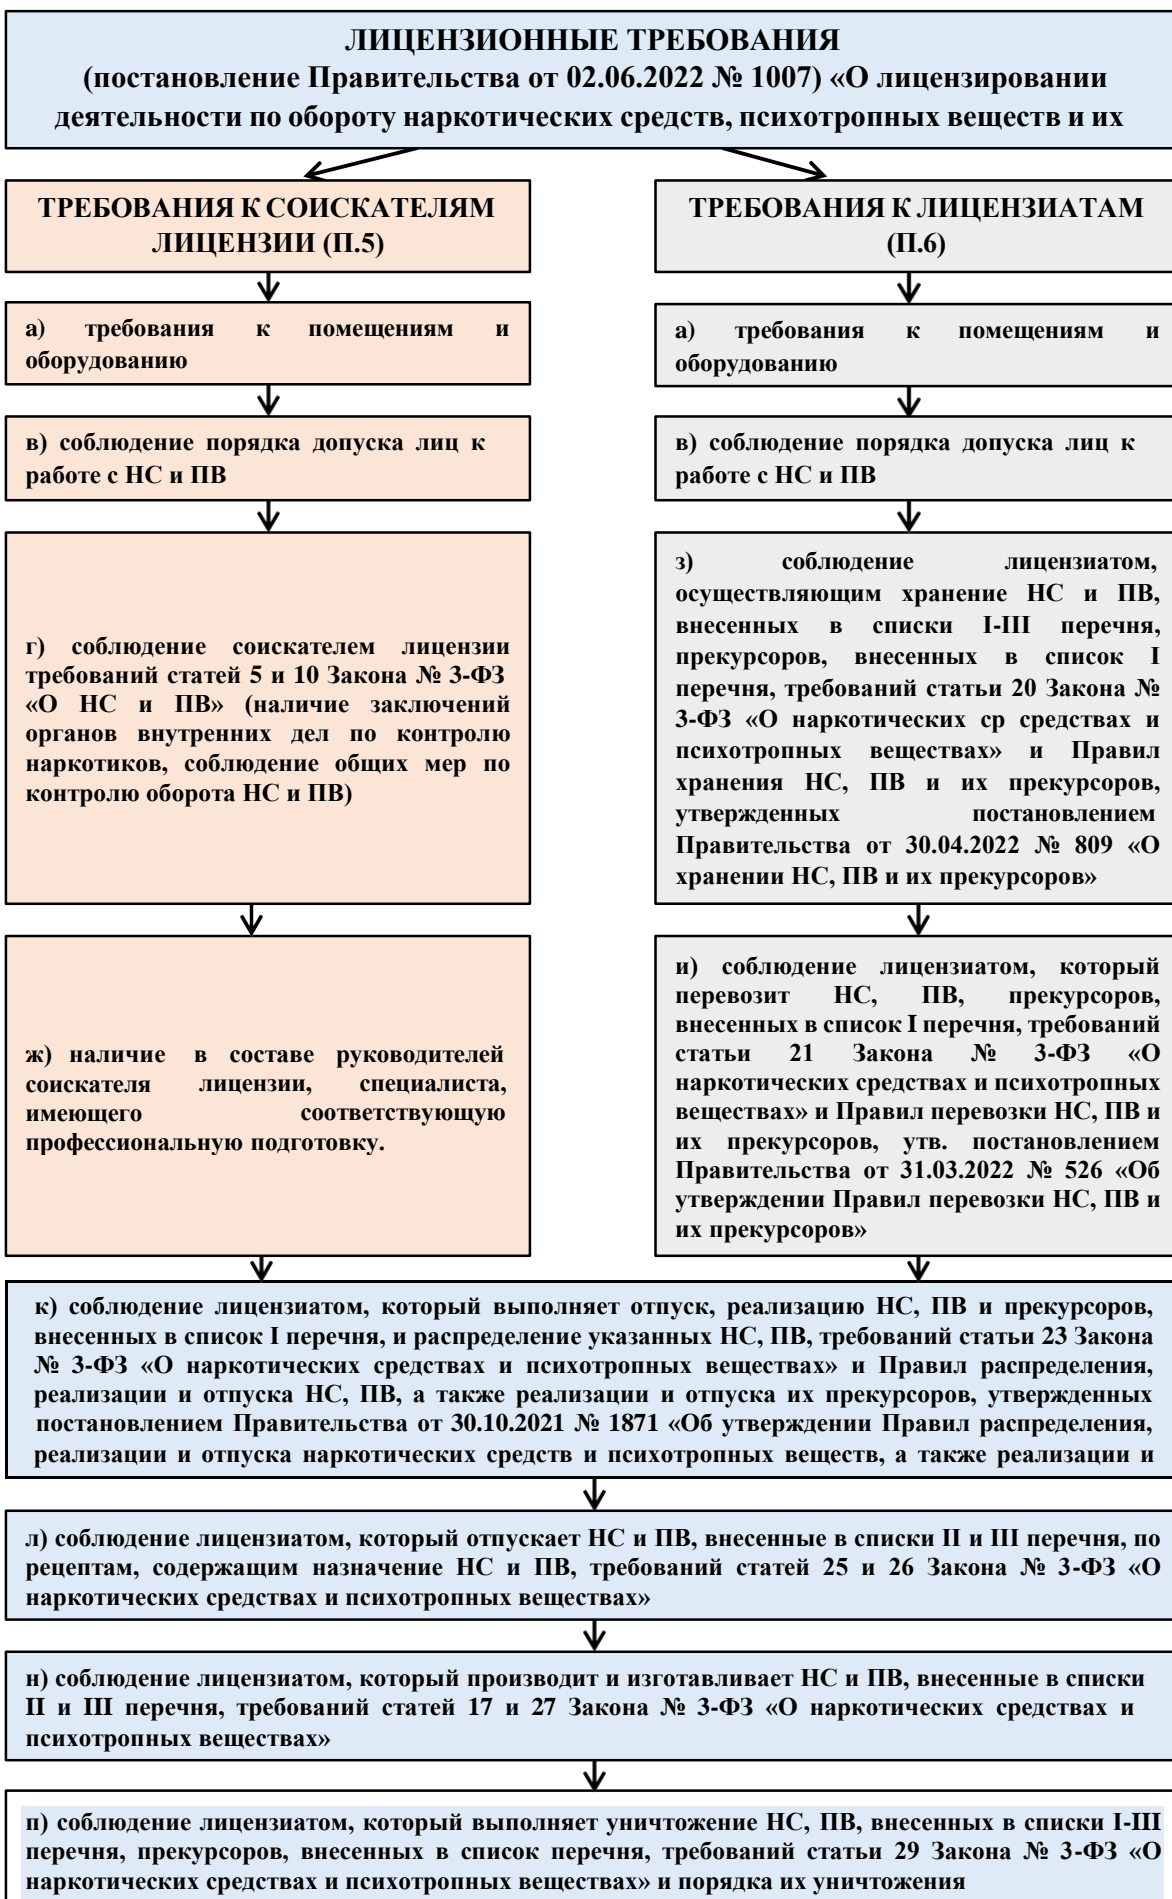 ЛИЦЕНЗИОННЫЕ ТРЕБОВАНИЯ
(постановление Правительства от 02.06.2022 № 1007) «О лицензировании
деятельности по обороту наркотических средств, психотропных веществ и их
ТРЕБОВАНИЯ К СОИСКАТЕЛЯМ
ЛИЦЕНЗИИ (П.5)
а) требования к помещениям и
оборудованию
в) соблюдение порядка допуска лиц к
работе с НС и ПВ
г) соблюдение соискателем лицензии
требований статей 5 и 10 Закона № 3-ФЗ
«О НС и ПВ» (наличие заключений
органов внутренних дел по контролю
наркотиков, соблюдение общих мер по
контролю оборота НС и ПВ)
ж) наличие в составе руководителей
соискателя лицензии, специалиста,
имеющего соответствующую
профессиональную подготовку.
ТРЕБОВАНИЯ К ЛИЦЕНЗИАТАМ
(П.6)
а) требования к помещениям и
оборудованию
в) соблюдение порядка допуска лиц к
работе с НС и ПВ
з) соблюдение лицензиатом,
осуществляющим хранение НС и ПВ,
внесенных в списки I-III перечня,
прекурсоров, внесенных в список I
перечня, требований статьи 20 Закона №
3-ФЗ «О наркотических ср средствах и
психотропных веществах» и Правил
хранения НС, ПВ и их прекурсоров,
утвержденных постановлением
Правительства от 30.04.2022 № 809 «О
хранении НС, ПВ и их прекурсоров»
и) соблюдение лицензиатом, который
перевозит НС, ПВ, прекурсоров,
внесенных в список I перечня, требований
статьи 21 Закона № 3-ФЗ «О
наркотических средствах и психотропных
веществах» и Правил перевозки НС, ПВ и
их прекурсоров, утв. постановлением
Правительства от 31.03.2022 № 526 «Об
утверждении Правил перевозки НС, ПВ и
их прекурсоров»
к) соблюдение лицензиатом, который выполняет отпуск, реализацию НС, ПВ и прекурсоров,
внесенных в список I перечня, и распределение указанных НС, ПВ, требований статьи 23 Закона
№ 3-ФЗ «О наркотических средствах и психотропных веществах» и Правил распределения,
реализации и отпуска НС, ПВ, а также реализации и отпуска их прекурсоров, утвержденных
постановлением Правительства от 30.10.2021 № 1871 «Об утверждении Правил распределения,
реализации и отпуска наркотических средств и психотропных веществ, а также реализации и
л) соблюдение лицензиатом, который отпускает НС и ПВ, внесенные в списки II и III перечня, по
рецептам, содержащим назначение НС и ПВ, требований статей 25 и 26 Закона № 3-ФЗ «О
наркотических средствах и психотропных веществах»
н) соблюдение лицензиатом, который производит и изготавливает НС и ПВ, внесенные в списки
II и III перечня, требований статей 17 и 27 Закона № 3-ФЗ «О наркотических средствах и
психотропных веществах»
п) соблюдение лицензиатом, который выполняет уничтожение НС, ПВ, внесенных в списки I-III
перечня, прекурсоров, внесенных в список перечня, требований статьи 29 Закона № 3-ФЗ «О
наркотических средствах и психотропных веществах» и порядка их уничтожения